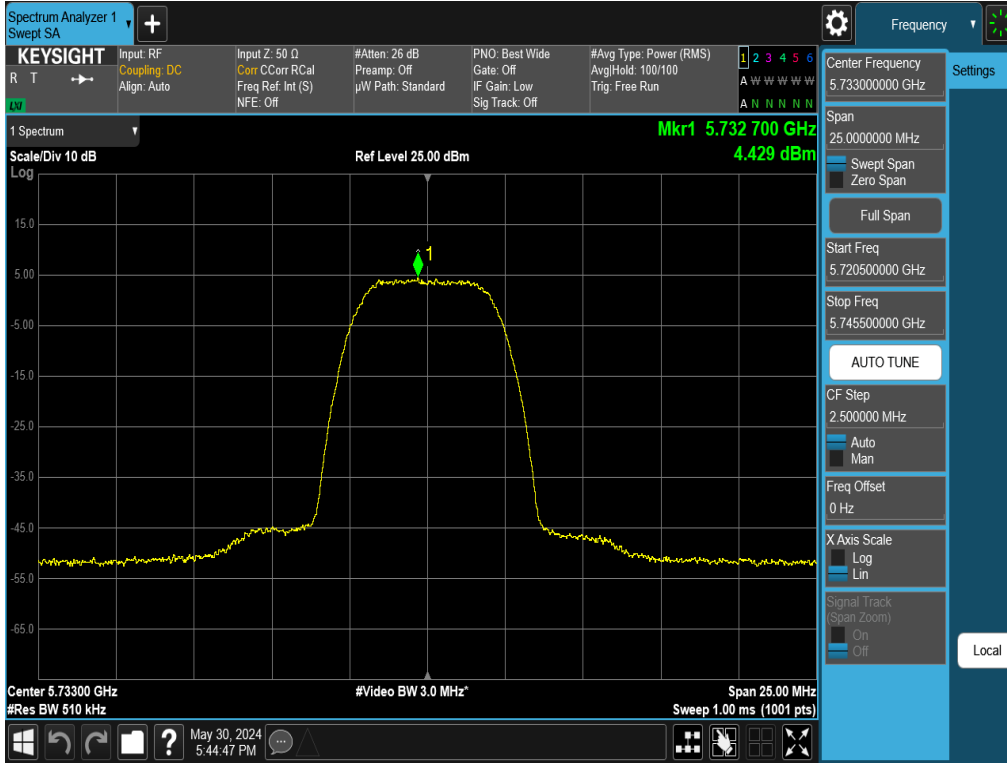 Spectrum Analyzer 1
Swept SA
+
KEYSIGHT
R T
LXI
Input: RF
Coupling: DC
Align: Auto
Input Z: 50 Ω
Corr CCorr RCal
Freq Ref: Int (S)
NFE: Off
#Atten: 26 dB
Preamp: Off
µW Path: Standard
PNO: Best Wide
Gate: Off
IF Gain: Low
Sig Track: Off
#Avg Type: Power (RMS)
Avg|Hold: 100/100
Trig: Free Run
1 2 3 4 5 6
A W W W W W
A N N N N N
1 Spectrum
Mkr1 5.732 700 GHz
Scale/Div 10 dB
Ref Level 25.00 dBm
4.429 dBm
Log
15.0
5.00
-5.00
-15.0
-25.0
-35.0
-45.0
-55.0
-65.0
1
Center 5.73300 GHz
#Video BW 3.0 MHz*
Span 25.00 MHz
#Res BW 510 kHz
Sweep 1.00 ms (1001 pts)
?
May 30, 2024
5:44:47 PM
Frequency
Settings
Center Frequency
5.733000000 GHz
Span
25.0000000 MHz
Swept Span
Zero Span
Full Span
Start Freq
5.720500000 GHz
Stop Freq
5.745500000 GHz
AUTO TUNE
CF Step
2.500000 MHz
Auto
Man
Freq Offset
0 Hz
X Axis Scale
Log
Lin
Signal Track
(Span Zoom)
On
Off
Local